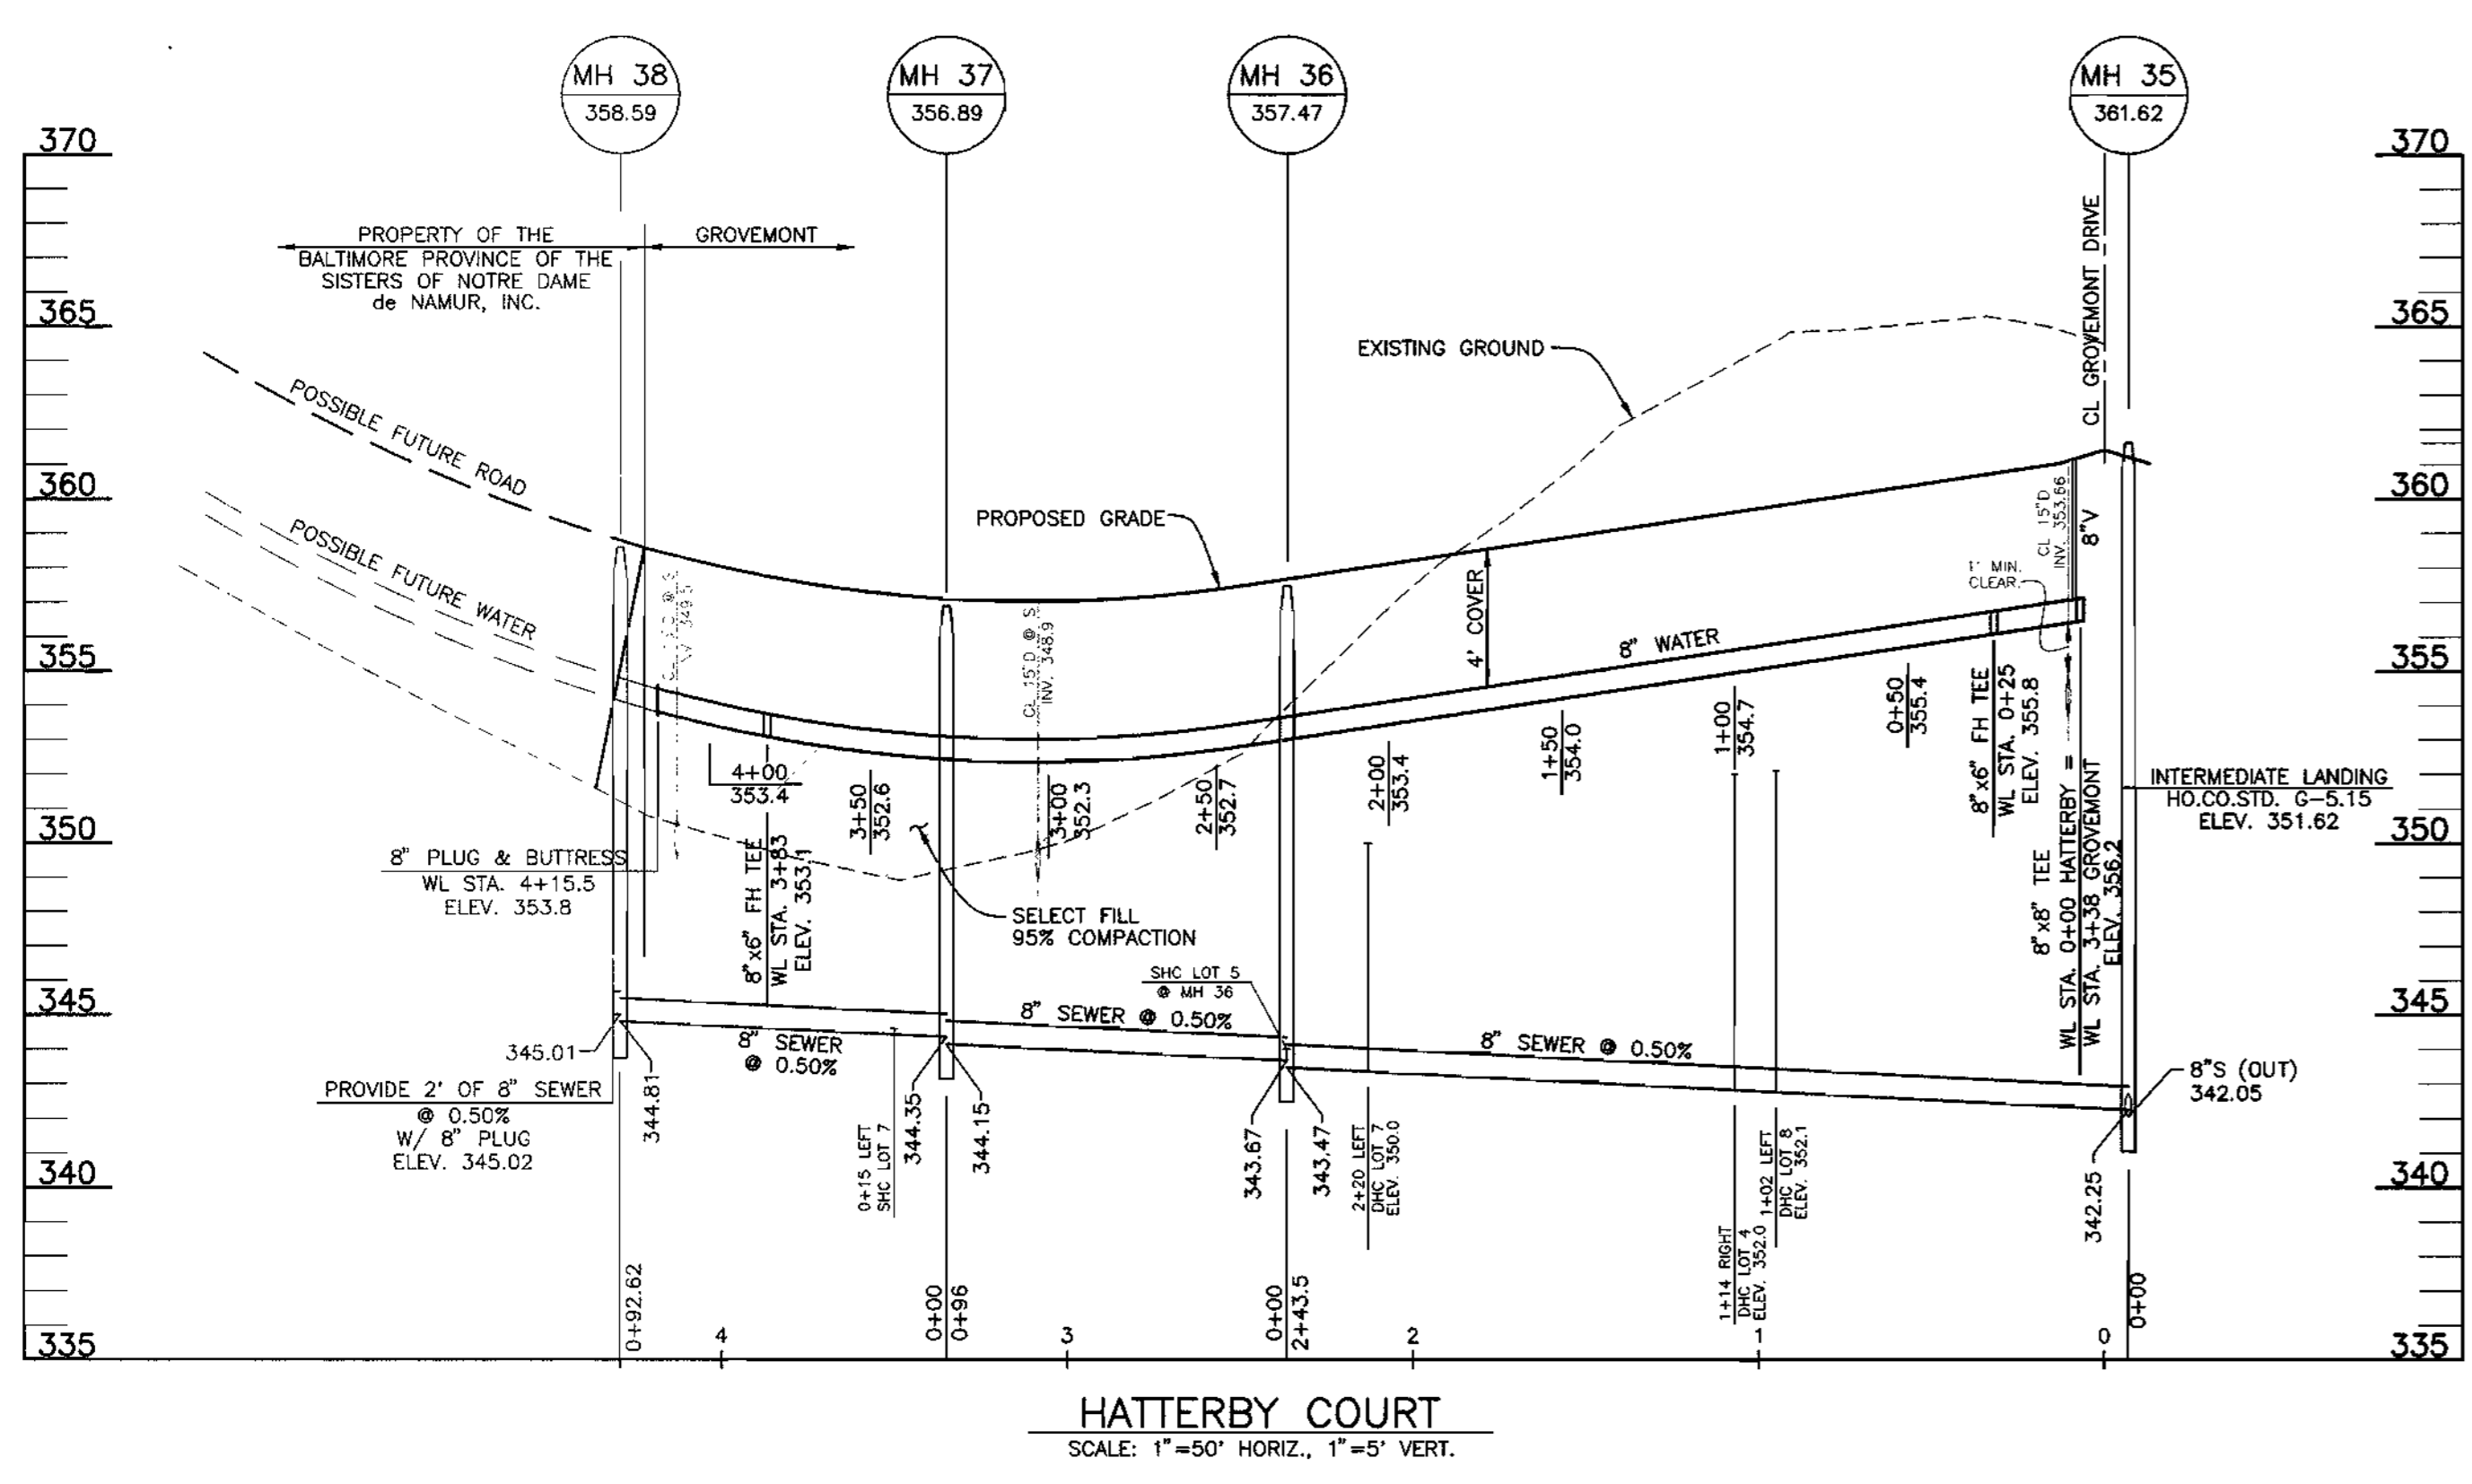 MH 38
358.59
MH 37
356.89
MH 36
357.47
MH 35
361.62
370
370
PROPERTY OF THE
BALTIMORE PROVINCE OF THE
SISTERS OF NOTRE DAME
de NAMUR, INC.
GROVEMONT
CL GROVEMONT DRIVE
365
365
EXISTING GROUND
POSSIBLE FUTURE ROAD
360
360
POSSIBLE FUTURE WATER
PROPOSED GRADE
CL 15"D
INV. 353.66
8"V
1' MIN.
CLEAR.
4' COVER
8" WATER
CL 15"D @ S
INV. 348.9
355
355
4+00
353.4
3+50
352.6
3+00
352.3
2+50
352.7
2+00
353.4
1+50
354.0
1+00
354.7
0+50
355.4
8"x6" FH TEE
WL STA. 0+25
ELEV. 355.8
INTERMEDIATE LANDING
HO.CO.STD. G-5.15
ELEV. 351.62
350
350
8" PLUG & BUTTRESS
WL STA. 4+15.5
ELEV. 353.8
8"x6" FH TEE
WL STA. 3+83
ELEV. 353.1
SELECT FILL
95% COMPACTION
8"x8" TEE
WL STA. 0+00 HATTERBY =
WL STA. 3+38 GROVEMONT
ELEV. 356.2
SHC LOT 5
@ MH 36
345
345
8" SEWER @ 0.50%
8" SEWER @ 0.50%
8" SEWER
@ 0.50%
345.01
344.81
PROVIDE 2' OF 8" SEWER
@ 0.50%
W/ 8" PLUG
ELEV. 345.02
0+15 LEFT
SHC LOT 7
344.35
344.15
343.67
343.47
2+20 LEFT
DHC LOT 7
ELEV. 350.0
1+14 RIGHT
DHC LOT 4
ELEV. 352.0
1+02 LEFT
DHC LOT 8
ELEV. 352.1
8"S (OUT)
342.05
342.25
340
340
0+92.62
0+00
0+96
0+00
2+43.5
0+00
335
4
3
2
1
0
335
HATTERBY COURT
SCALE: 1"=50' HORIZ., 1"=5' VERT.